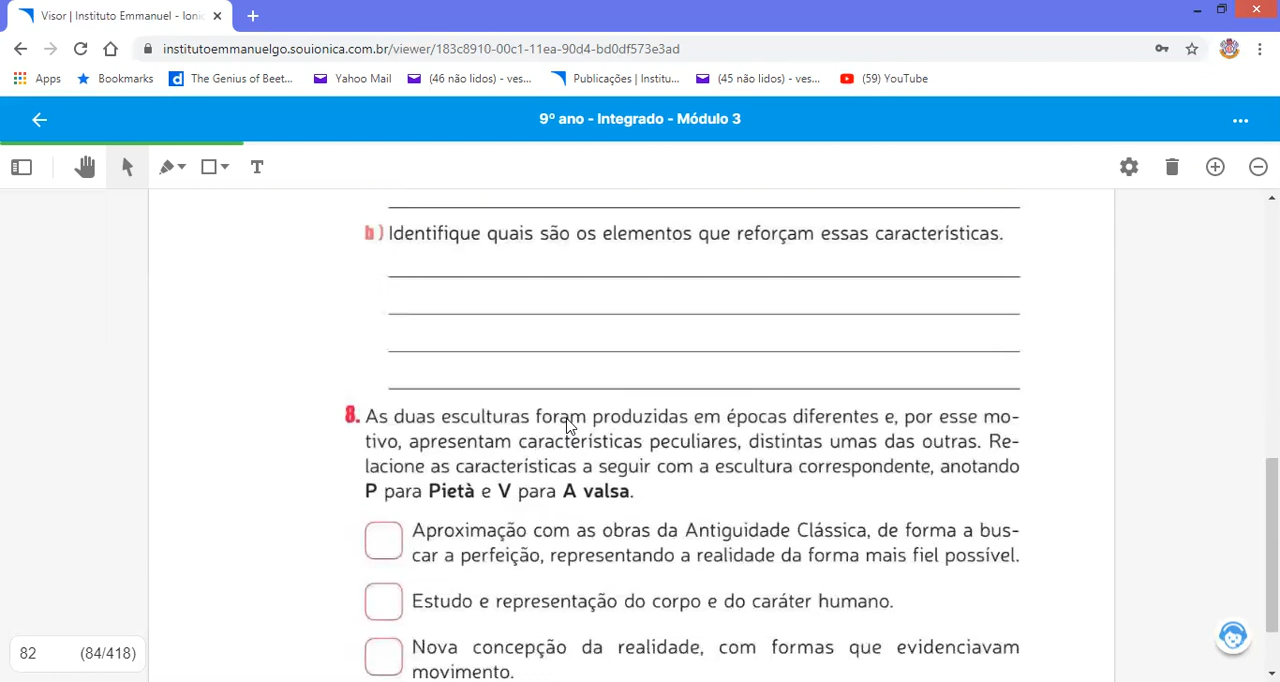 Visor | Instituto Emmanuel - Ioni
institutoemmanuelgo.souionica.com.br/viewer/183c8910-00c1-11ea-90d4-bd0df573e3ad
Apps Bookmarks The Genius of Beet... Yahoo Mail (46 não lidos) - ves... Publicações | Institu... (45 não lidos) - ves... (59) YouTube
9º ano - Integrado - Módulo 3
T
b) Identifique quais são os elementos que reforçam essas características.
8. As duas esculturas foram produzidas em épocas diferentes e, por esse mo-
tivo, apresentam características peculiares, distintas umas das outras. Re-
lacione as características a seguir com a escultura correspondente, anotando
P para Pietà e V para A valsa.
Aproximação com as obras da Antiguidade Clássica, de forma a bus-
car a perfeição, representando a realidade da forma mais fiel possível.
Estudo e representação do corpo e do caráter humano.
Nova concepção da realidade, com formas que evidenciavam
movimento.
82 (84/418)